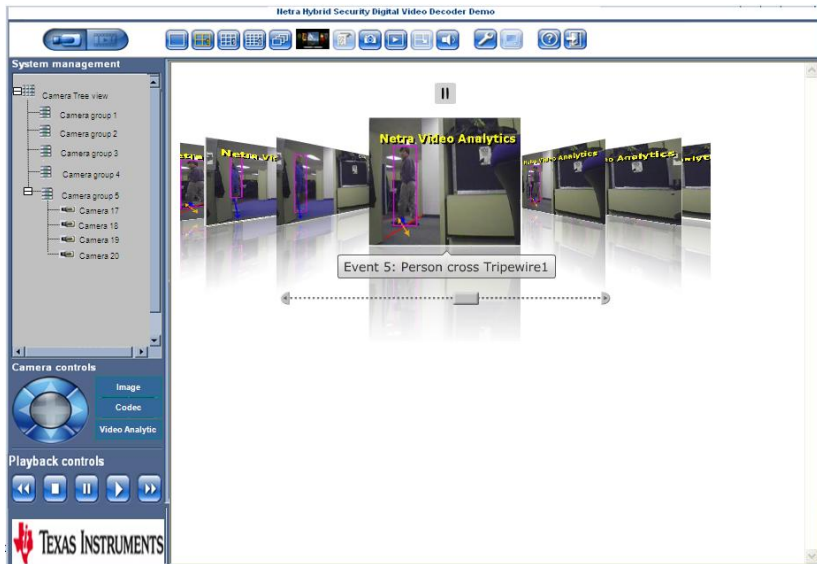 Netra Hybrid Security Digital Video Decoder Demo
System management
Camera Tree view
Camera group 1
Camera group 2
Camera group 3
Camera group 4
Camera group 5
Camera 17
Camera 18
Camera 19
Camera 20
Camera controls
Image
Codec
Video Analytic
Playback controls
TEXAS INSTRUMENTS
Netra Video Analytics
Event 5: Person cross Tripewire1